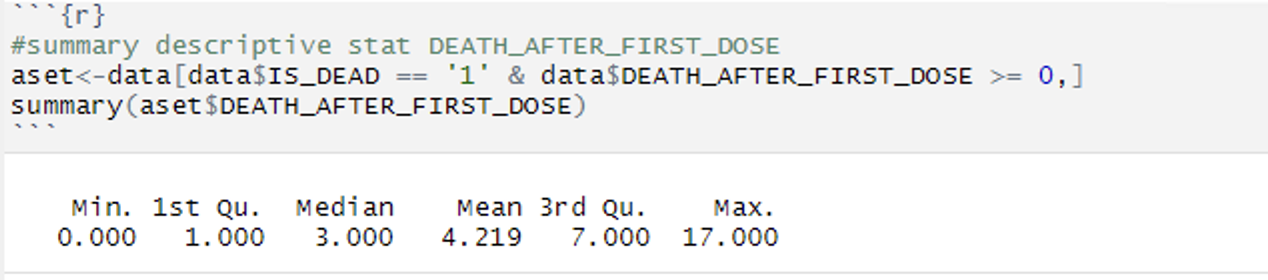 ```{r}
#summary descriptive stat DEATH_AFTER_FIRST_DOSE
aset<-data[data$IS_DEAD == '1' & data$DEATH_AFTER_FIRST_DOSE >= 0,]
summary(aset$DEATH_AFTER_FIRST_DOSE)
```
Min. 1st Qu. Median Mean 3rd Qu. Max.
0.000 1.000 3.000 4.219 7.000 17.000